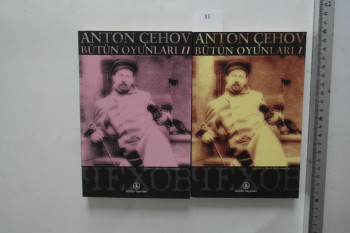 ANTON ÇEHOV
BÜTÜN OYUNLARI II
ЧЕХОВ
ANTON ÇEHOV
BÜTÜN OYUNLARI I
ЧЕХОВ